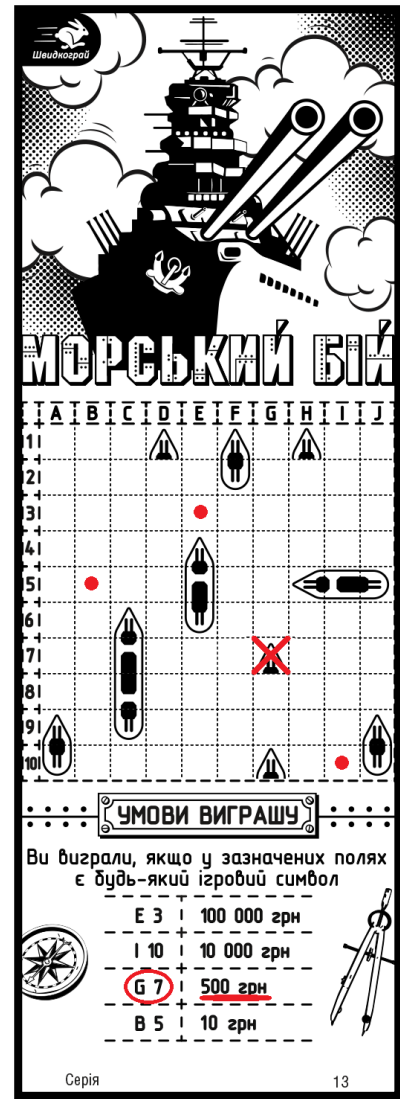 Швидкограй
МОРСЬКИЙ БІЙ
A B C D E F G H I J
1
2
3
4
5
6
7
8
9
10
УМОВИ ВИГРАШУ
Ви виграли, якщо у зазначених полях
є будь-який ігровий символ
E 3 100 000 грн
I 10 10 000 грн
G 7 500 грн
B 5 10 грн
Серія 13